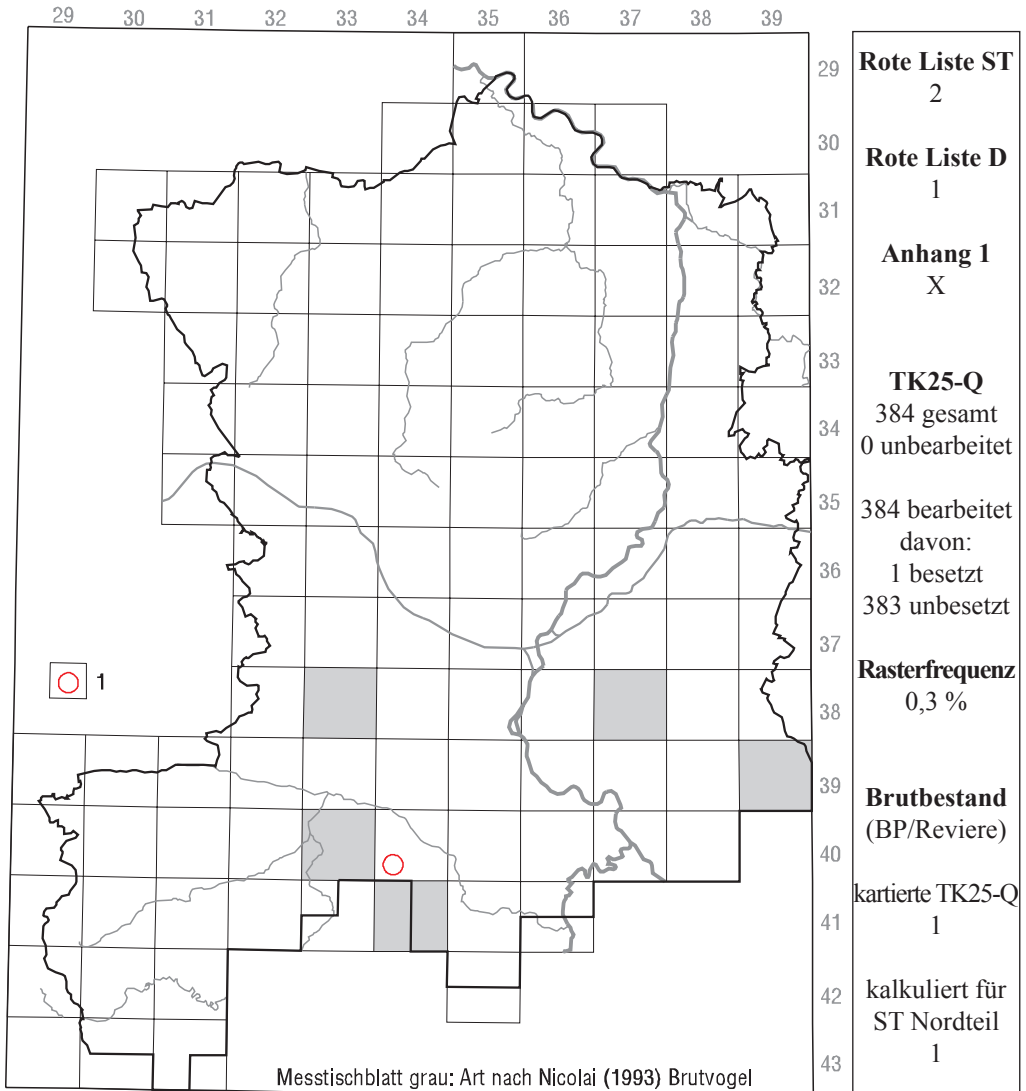 29 30 31 32 33 34 35 36 37 38 39
29
30
31
32
33
34
35
36
37
38
39
40
41
42
43
1
Messtischblatt grau: Art nach Nicolai (1993) Brutvogel
Rote Liste ST
2
Rote Liste D
1
Anhang 1
X
TK25-Q
384 gesamt
0 unbearbeitet
384 bearbeitet
davon:
1 besetzt
383 unbesetzt
Rasterfrequenz
0,3 %
Brutbestand
(BP/Reviere)
kartierte TK25-Q
1
kalkuliert für
ST Nordteil
1